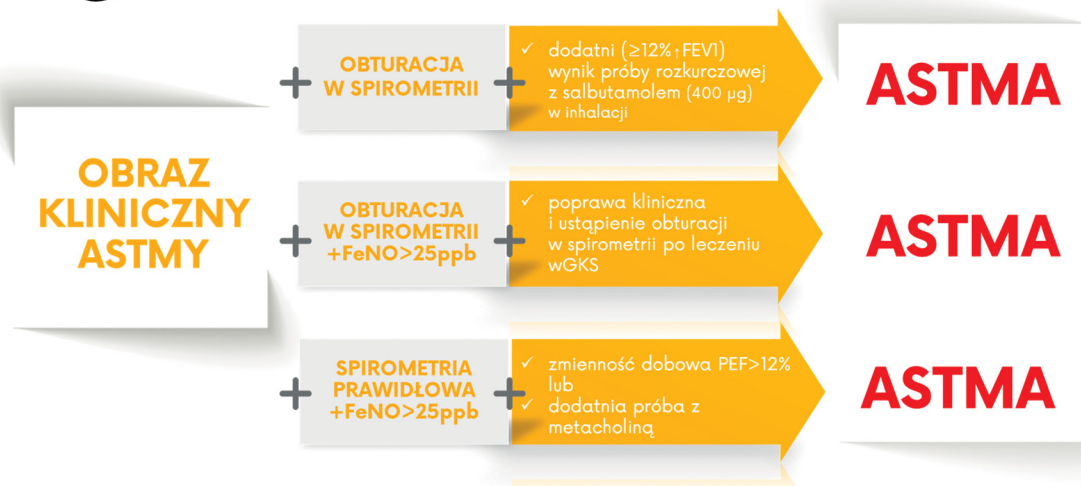 OBRAZ
KLINICZNY
ASTMY
+
OBTURACJA
W SPIROMETRII
+
✓ dodatni (≥12%↑FEV1)
wynik próby rozkurczowej
z salbutamolem (400 µg)
w inhalacji
ASTMA
+
OBTURACJA
W SPIROMETRII
+FeNO>25ppb
+
✓ poprawa kliniczna
i ustąpienie obturacji
w spirometrii po leczeniu
wGKS
ASTMA
+
SPIROMETRIA
PRAWIDŁOWA
+FeNO>25ppb
+
✓ zmienność dobowa PEF>12%
lub
✓ dodatnia próba z
metacholiną
ASTMA